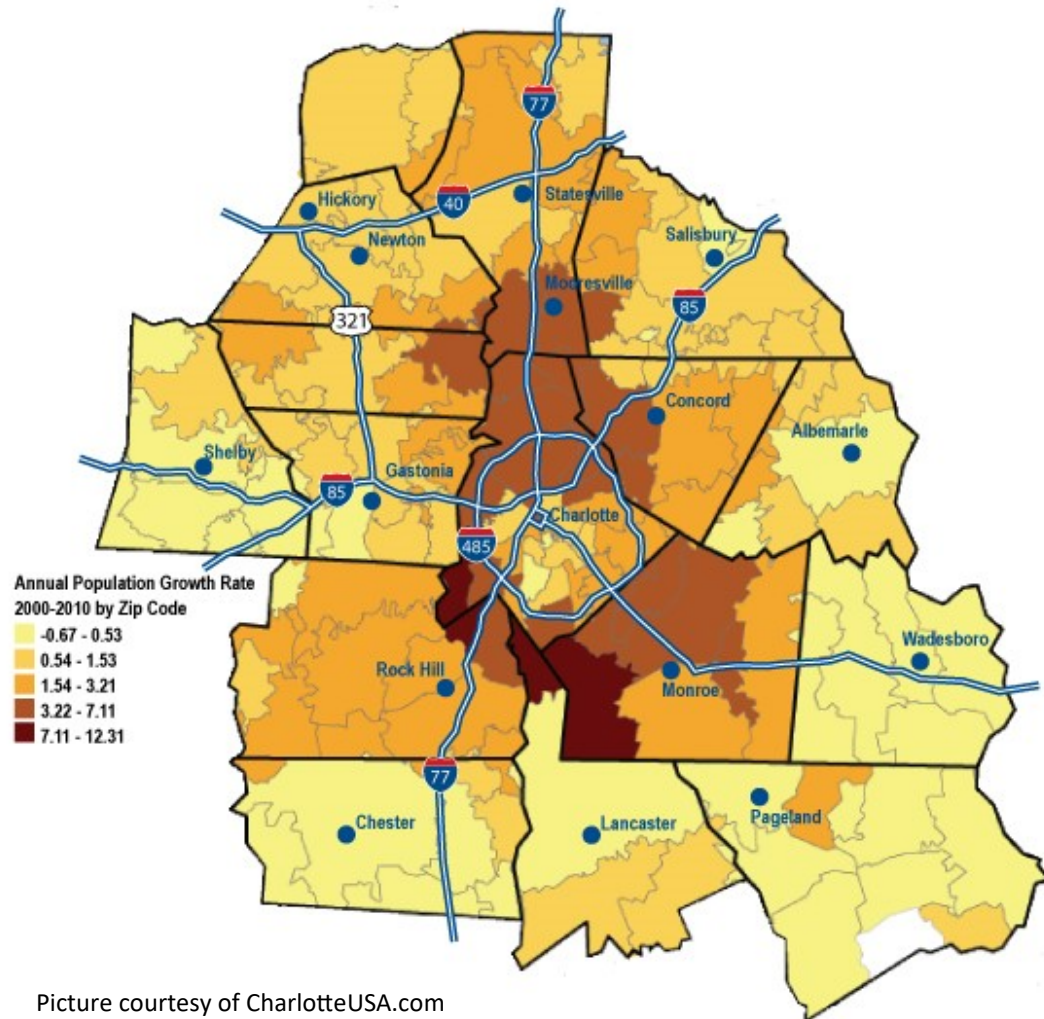 77
Hickory
40
Statesville
Newton
Salisbury
Mooresville
85
321
Concord
Albemarle
Shelby
Gastonia
85
Charlotte
485
Annual Population Growth Rate
2000-2010 by Zip Code
-0.67 - 0.53
0.54 - 1.53
1.54 - 3.21
3.22 - 7.11
7.11 - 12.31
Wadesboro
Rock Hill
Monroe
77
Chester
Lancaster
Pageland
Picture courtesy of CharlotteUSA.com